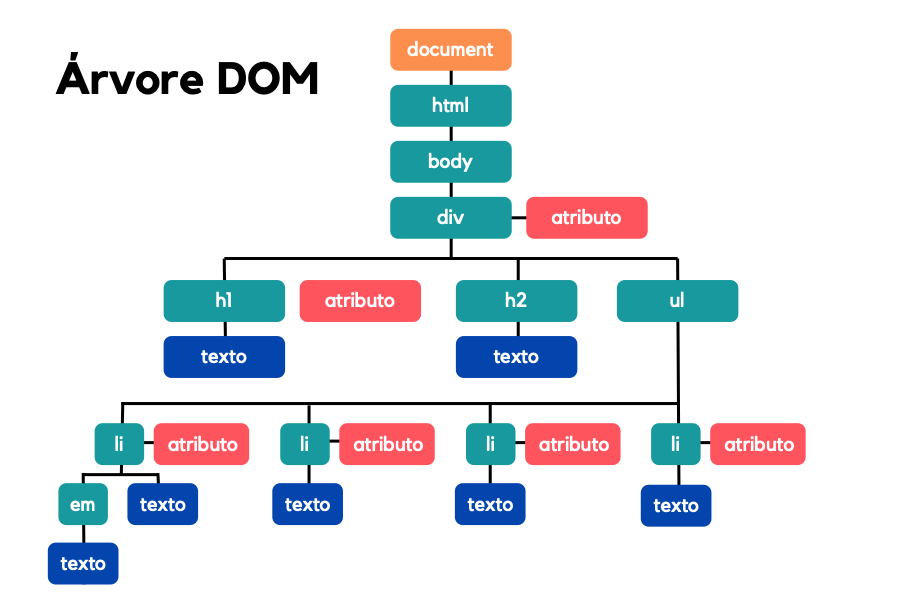 Árvore DOM
document
html
body
div
atributo
h1
atributo
h2
ul
texto
texto
li
atributo
li
atributo
li
atributo
li
atributo
em
texto
texto
texto
texto
texto